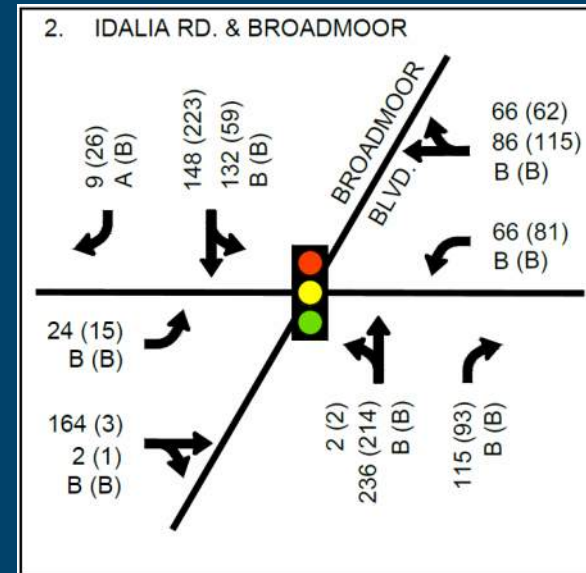 2. IDALIA RD. & BROADMOOR
9 (26)
A (B)
148 (223)
132 (59)
B (B)
BROADMOOR
BLVD.
66 (62)
86 (115)
B (B)
66 (81)
B (B)
24 (15)
B (B)
164 (3)
2 (1)
B (B)
2 (2)
236 (214)
B (B)
115 (93)
B (B)